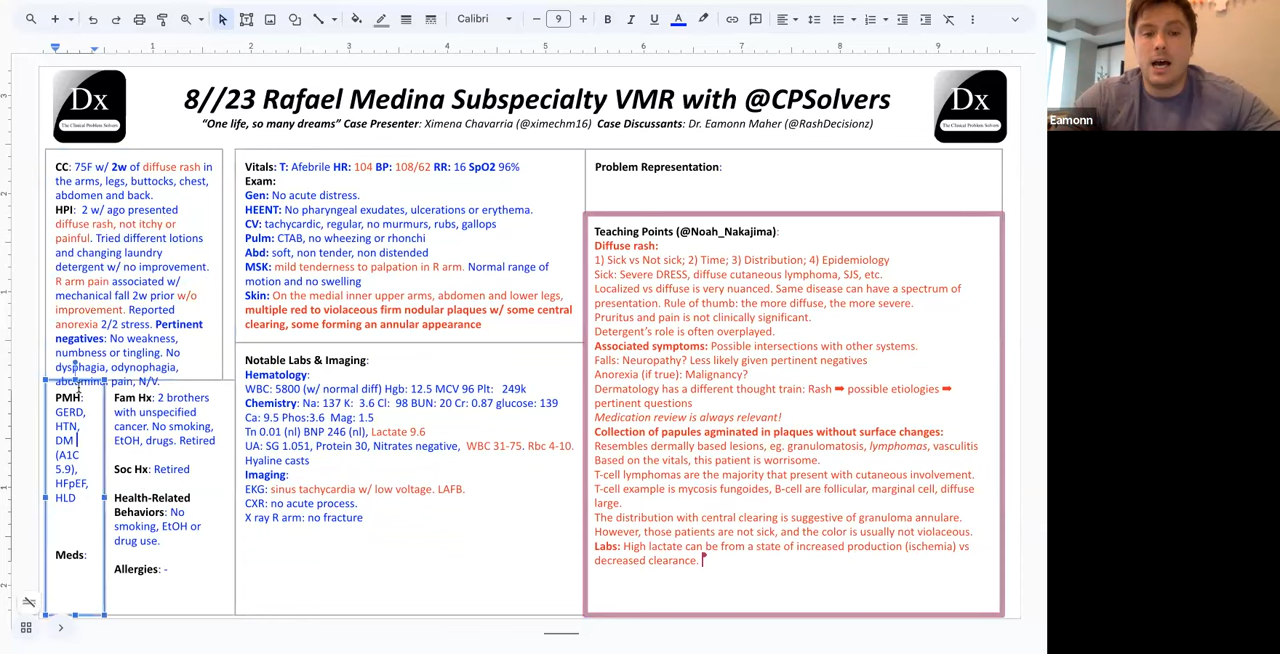 Calibri
9
1 2 3 4 5 6 7 8 9
Dx
The Clinical Problem Solvers
8//23 Rafael Medina Subspecialty VMR with @CPSolvers
“One life, so many dreams” Case Presenter: Ximena Chavarria (@ximechm16) Case Discussants: Dr. Eamonn Maher (@RashDecisionz)
Dx
The Clinical Problem Solvers
Eamonn
CC: 75F w/ 2w of diffuse rash in
the arms, legs, buttocks, chest,
abdomen and back.
HPI: 2 w/ ago presented
diffuse rash, not itchy or
painful. Tried different lotions
and changing laundry
detergent w/ no improvement.
R arm pain associated w/
mechanical fall 2w prior w/o
improvement. Reported
anorexia 2/2 stress. Pertinent
negatives: No weakness,
numbness or tingling. No
dysphagia, odynophagia,
abdominal pain, N/V.
PMH:
GERD,
HTN,
DM
(A1C
5.9),
HFpEF,
HLD
Meds:
Fam Hx: 2 brothers
with unspecified
cancer. No smoking,
EtOH, drugs. Retired
Soc Hx: Retired
Health-Related
Behaviors: No
smoking, EtOH or
drug use.
Allergies: -
Vitals: T: Afebrile HR: 104 BP: 108/62 RR: 16 SpO2 96%
Exam:
Gen: No acute distress.
HEENT: No pharyngeal exudates, ulcerations or erythema.
CV: tachycardic, regular, no murmurs, rubs, gallops
Pulm: CTAB, no wheezing or rhonchi
Abd: soft, non tender, non distended
MSK: mild tenderness to palpation in R arm. Normal range of
motion and no swelling
Skin: On the medial inner upper arms, abdomen and lower legs,
multiple red to violaceous firm nodular plaques w/ some central
clearing, some forming an annular appearance
Notable Labs & Imaging:
Hematology:
WBC: 5800 (w/ normal diff) Hgb: 12.5 MCV 96 Plt: 249k
Chemistry: Na: 137 K: 3.6 Cl: 98 BUN: 20 Cr: 0.87 glucose: 139
Ca: 9.5 Phos:3.6 Mag: 1.5
Tn 0.01 (nl) BNP 246 (nl), Lactate 9.6
UA: SG 1.051, Protein 30, Nitrates negative, WBC 31-75. Rbc 4-10.
Hyaline casts
Imaging:
EKG: sinus tachycardia w/ low voltage. LAFB.
CXR: no acute process.
X ray R arm: no fracture
Problem Representation:
Teaching Points (@Noah_Nakajima):
Diffuse rash:
1) Sick vs Not sick; 2) Time; 3) Distribution; 4) Epidemiology
Sick: Severe DRESS, diffuse cutaneous lymphoma, SJS, etc.
Localized vs diffuse is very nuanced. Same disease can have a spectrum of
presentation. Rule of thumb: the more diffuse, the more severe.
Pruritus and pain is not clinically significant.
Detergent’s role is often overplayed.
Associated symptoms: Possible intersections with other systems.
Falls: Neuropathy? Less likely given pertinent negatives
Anorexia (if true): Malignancy?
Dermatology has a different thought train: Rash ➡ possible etiologies ➡
pertinent questions
Medication review is always relevant!
Collection of papules agminated in plaques without surface changes:
Resembles dermally based lesions, eg. granulomatosis, lymphomas, vasculitis
Based on the vitals, this patient is worrisome.
T-cell lymphomas are the majority that present with cutaneous involvement.
T-cell example is mycosis fungoides, B-cell are follicular, marginal cell, diffuse
large.
The distribution with central clearing is suggestive of granuloma annulare.
However, those patients are not sick, and the color is usually not violaceous.
Labs: High lactate can be from a state of increased production (ischemia) vs
decreased clearance.